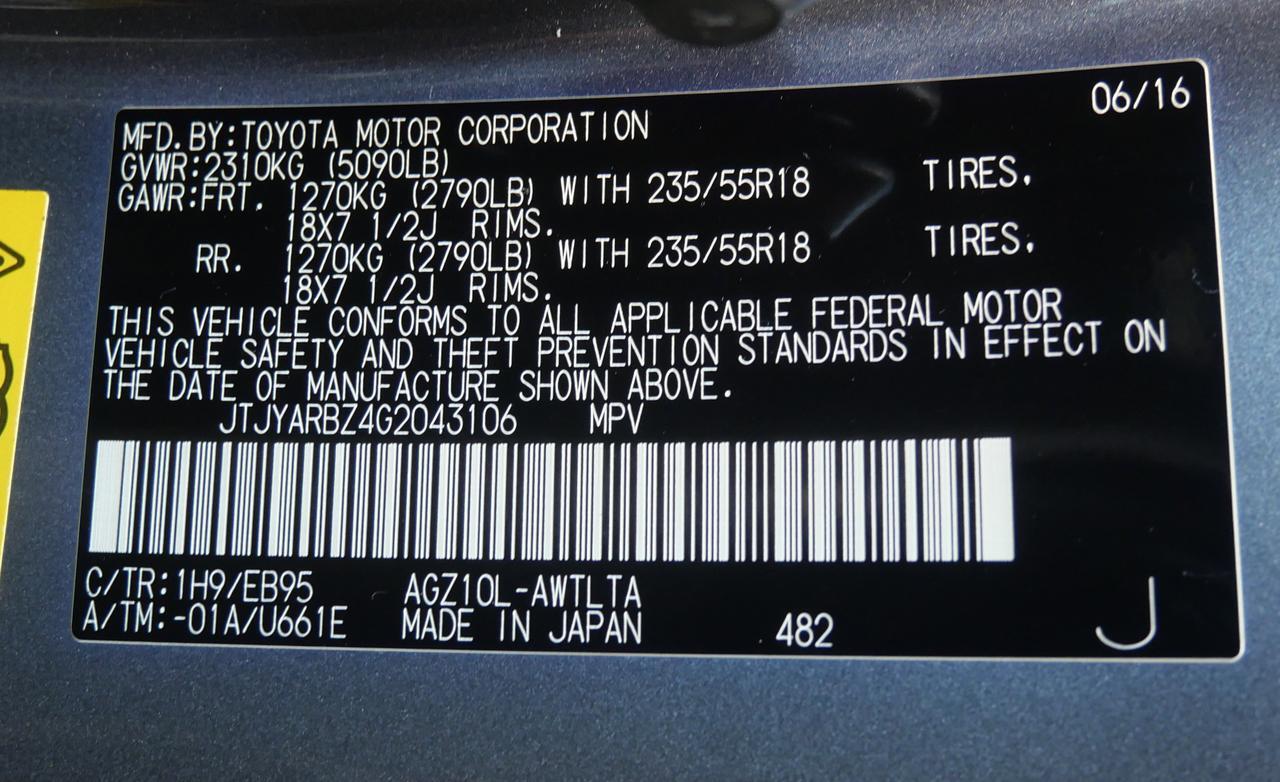 06/16
MFD.BY:TOYOTA MOTOR CORPORATION
GVWR:2310KG (5090LB)
GAWR:FRT. 1270KG (2790LB) WITH 235/55R18 TIRES.
18X7 1/2J RIMS.
RR. 1270KG (2790LB) WITH 235/55R18 TIRES.
18X7 1/2J RIMS.
THIS VEHICLE CONFORMS TO ALL APPLICABLE FEDERAL MOTOR
VEHICLE SAFETY AND THEFT PREVENTION STANDARDS IN EFFECT ON
THE DATE OF MANUFACTURE SHOWN ABOVE.
JTJYARBZ4G2043106 MPV
C/TR:1H9/EB95 AGZ10L-AWTLTA
A/TM:-01A/U661E MADE IN JAPAN 482 J